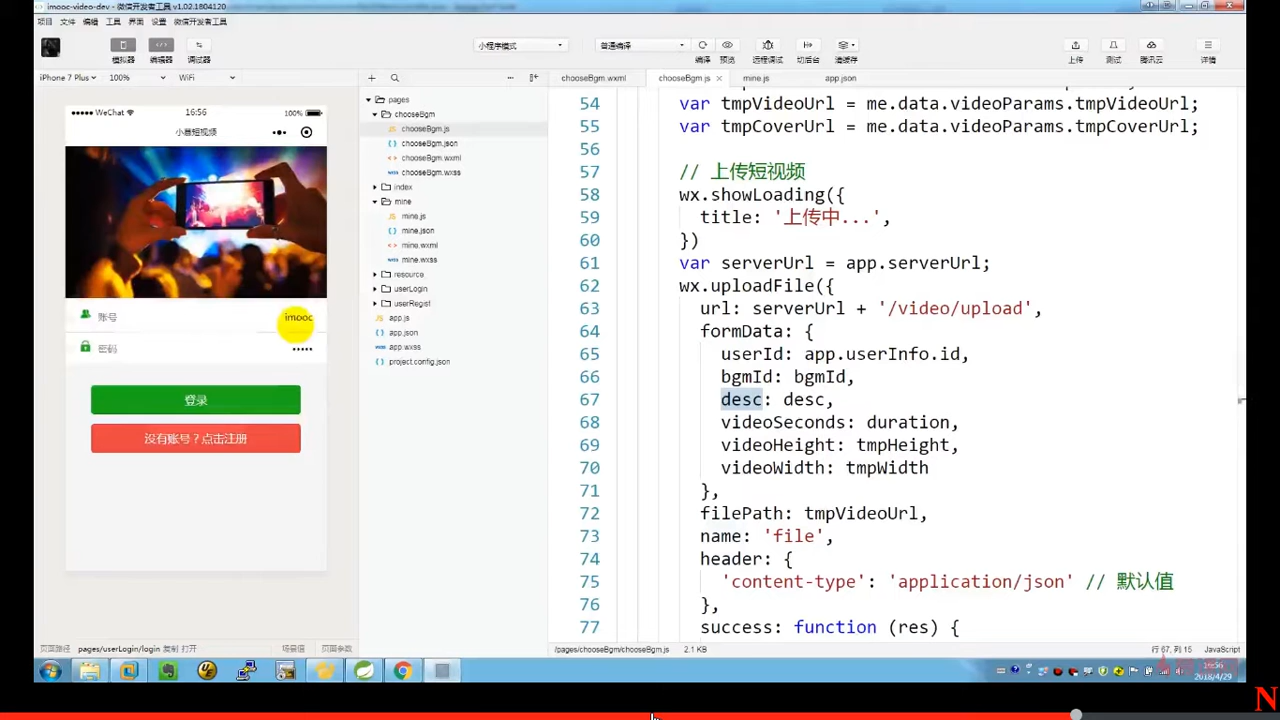 imooc-video-dev - 微信开发者工具 v1.02.1804120
项目 文件 编辑 工具 界面 设置 微信开发者工具
模拟器 编辑器 调试器
小程序模式 普通编译
编译 预览 远程调试 切后台 清缓存
上传 测试 腾讯云 详情
iPhone 7 Plus 100% WiFi
WeChat 16:56 100%
小慕短视频
账号 imooc
密码 •••••
登录
没有账号？点击注册
页面路径 pages/userLogin/login 复制 打开 场景值 页面参数
pages
chooseBgm
chooseBgm.js
chooseBgm.json
chooseBgm.wxml
chooseBgm.wxss
index
mine
mine.js
mine.json
mine.wxml
mine.wxss
resource
userLogin
userRegist
app.js
app.json
app.wxss
project.config.json
chooseBgm.wxml chooseBgm.js mine.js app.json
54 var tmpVideoUrl = me.data.videoParams.tmpVideoUrl;
55 var tmpCoverUrl = me.data.videoParams.tmpCoverUrl;
56
57 // 上传短视频
58 wx.showLoading({
59 title: '上传中...',
60 })
61 var serverUrl = app.serverUrl;
62 wx.uploadFile({
63 url: serverUrl + '/video/upload',
64 formData: {
65 userId: app.userInfo.id,
66 bgmId: bgmId,
67 desc: desc,
68 videoSeconds: duration,
69 videoHeight: tmpHeight,
70 videoWidth: tmpWidth
71 },
72 filePath: tmpVideoUrl,
73 name: 'file',
74 header: {
75 'content-type': 'application/json' // 默认值
76 },
77 success: function (res) {
/pages/chooseBgm/chooseBgm.js 2.1 KB 行 67, 列 15 JavaScript
16:56
2018/4/29
N